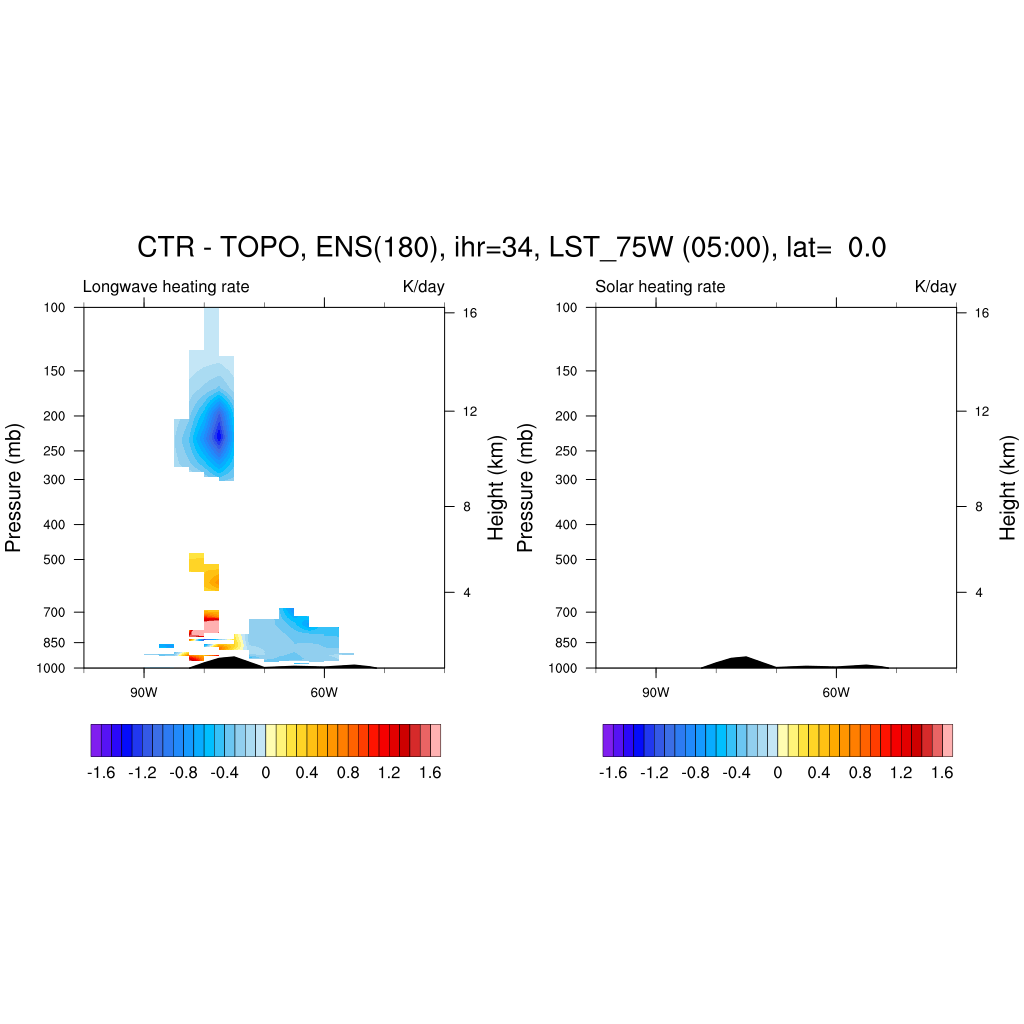 CTR - TOPO, ENS(180), ihr=34, LST_75W (05:00), lat=  0.0
Longwave heating rate K/day
100
150
200
250
300
400
500
700
850
1000
Pressure (mb)
16
12
8
4
Height (km)
90W 60W
-1.6 -1.2 -0.8 -0.4 0 0.4 0.8 1.2 1.6
Solar heating rate K/day
100
150
200
250
300
400
500
700
850
1000
Pressure (mb)
16
12
8
4
Height (km)
90W 60W
-1.6 -1.2 -0.8 -0.4 0 0.4 0.8 1.2 1.6